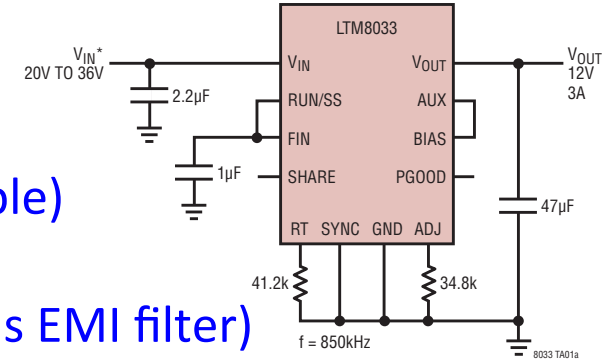 LTM8033
VIN*
20V TO 36V
VIN
VOUT
VOUT
12V
3A
2.2µF
RUN/SS
AUX
FIN
BIAS
1µF
SHARE
PGOOD
47µF
RT SYNC GND ADJ
41.2k
34.8k
f = 850kHz
8033 TA01a
ple)
s EMI filter)